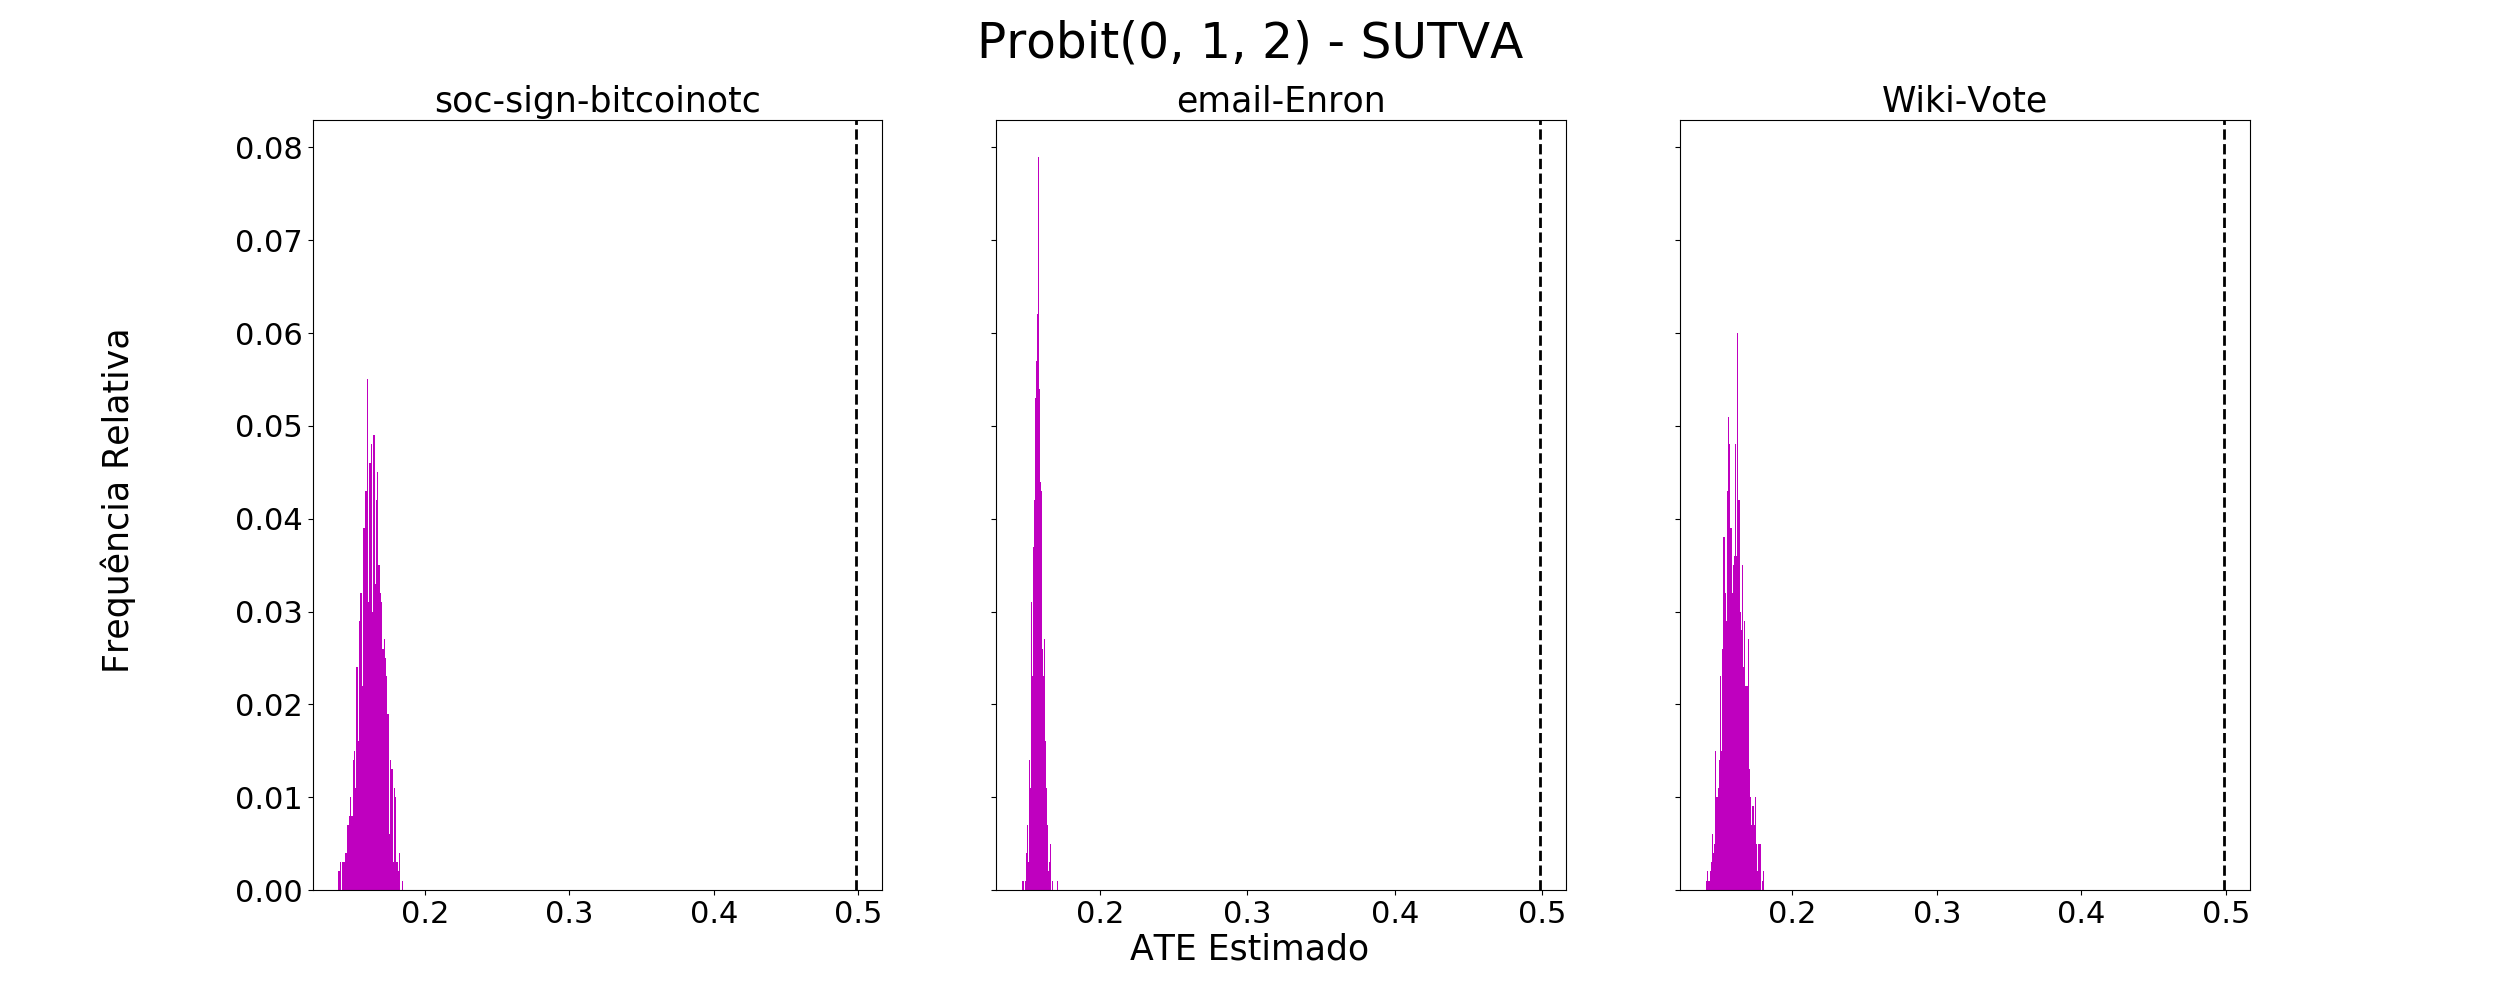 Probit(0, 1, 2) - SUTVA
soc-sign-bitcoinotc
email-Enron
Wiki-Vote
Frequência Relativa
0.08
0.07
0.06
0.05
0.04
0.03
0.02
0.01
0.00
0.2 0.3 0.4 0.5
0.2 0.3 0.4 0.5
0.2 0.3 0.4 0.5
ATE Estimado